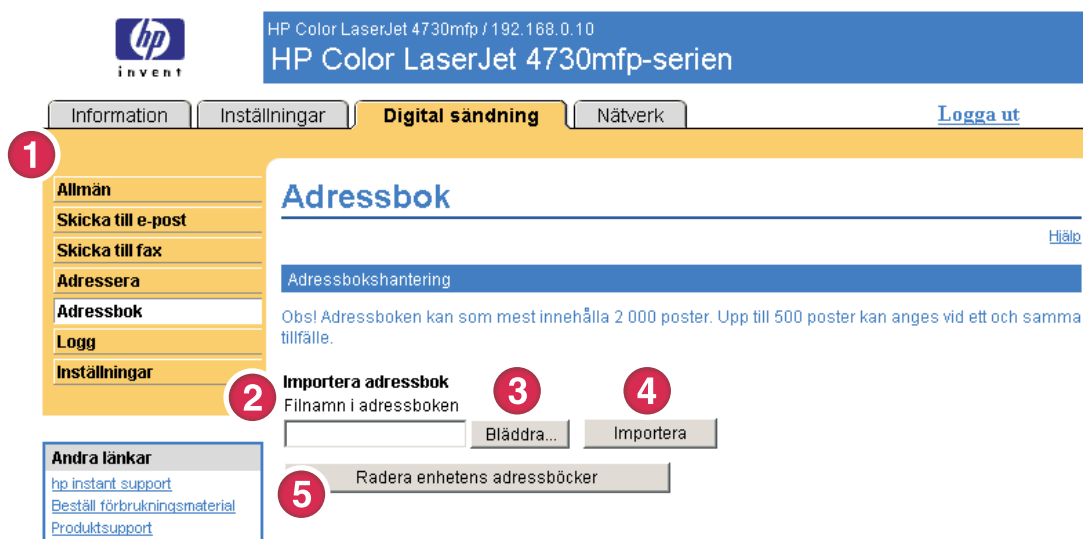 hp
invent
HP Color LaserJet 4730mfp / 192.168.0.10
HP Color LaserJet 4730mfp-serien
Information
Inställningar
Digital sändning
Nätverk
Logga ut
1
Allmän
Skicka till e-post
Skicka till fax
Adressera
Adressbok
Logg
Inställningar
Andra länkar
hp instant support
Beställ förbrukningsmaterial
Produktsupport
Adressbok
Hjälp
Adressbokshantering
Obs! Adressboken kan som mest innehålla 2 000 poster. Upp till 500 poster kan anges vid ett och samma
tillfälle.
2
Importera adressbok
Filnamn i adressboken
3
Bläddra...
4
Importera
5
Radera enhetens adressböcker